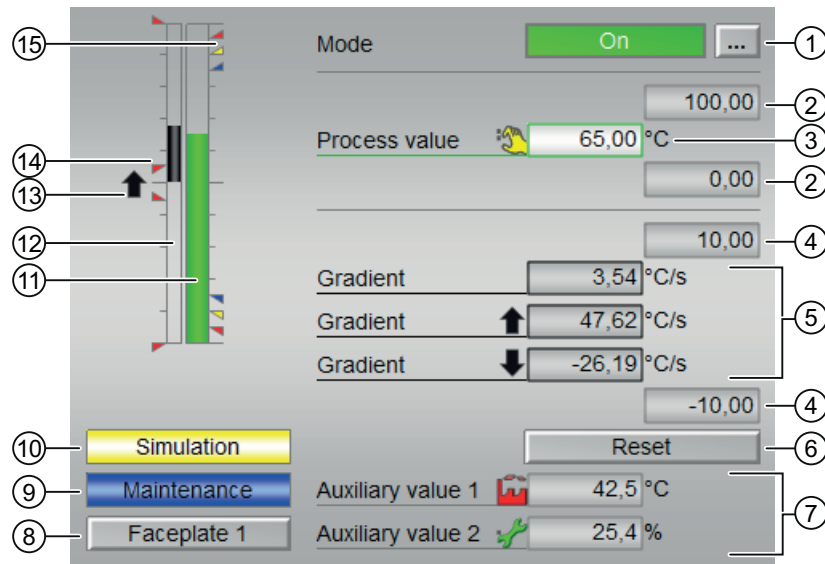 15 Mode On ... 1
100,00 2
Process value 65,00 °C 3
14
13 0,00 2
12 10,00 4
11 Gradient 3,54 °C/s
Gradient 47,62 °C/s 5
Gradient -26,19 °C/s
-10,00 4
10 Simulation Reset 6
9 Maintenance Auxiliary value 1 42,5 °C
7
8 Faceplate 1 Auxiliary value 2 25,4 %